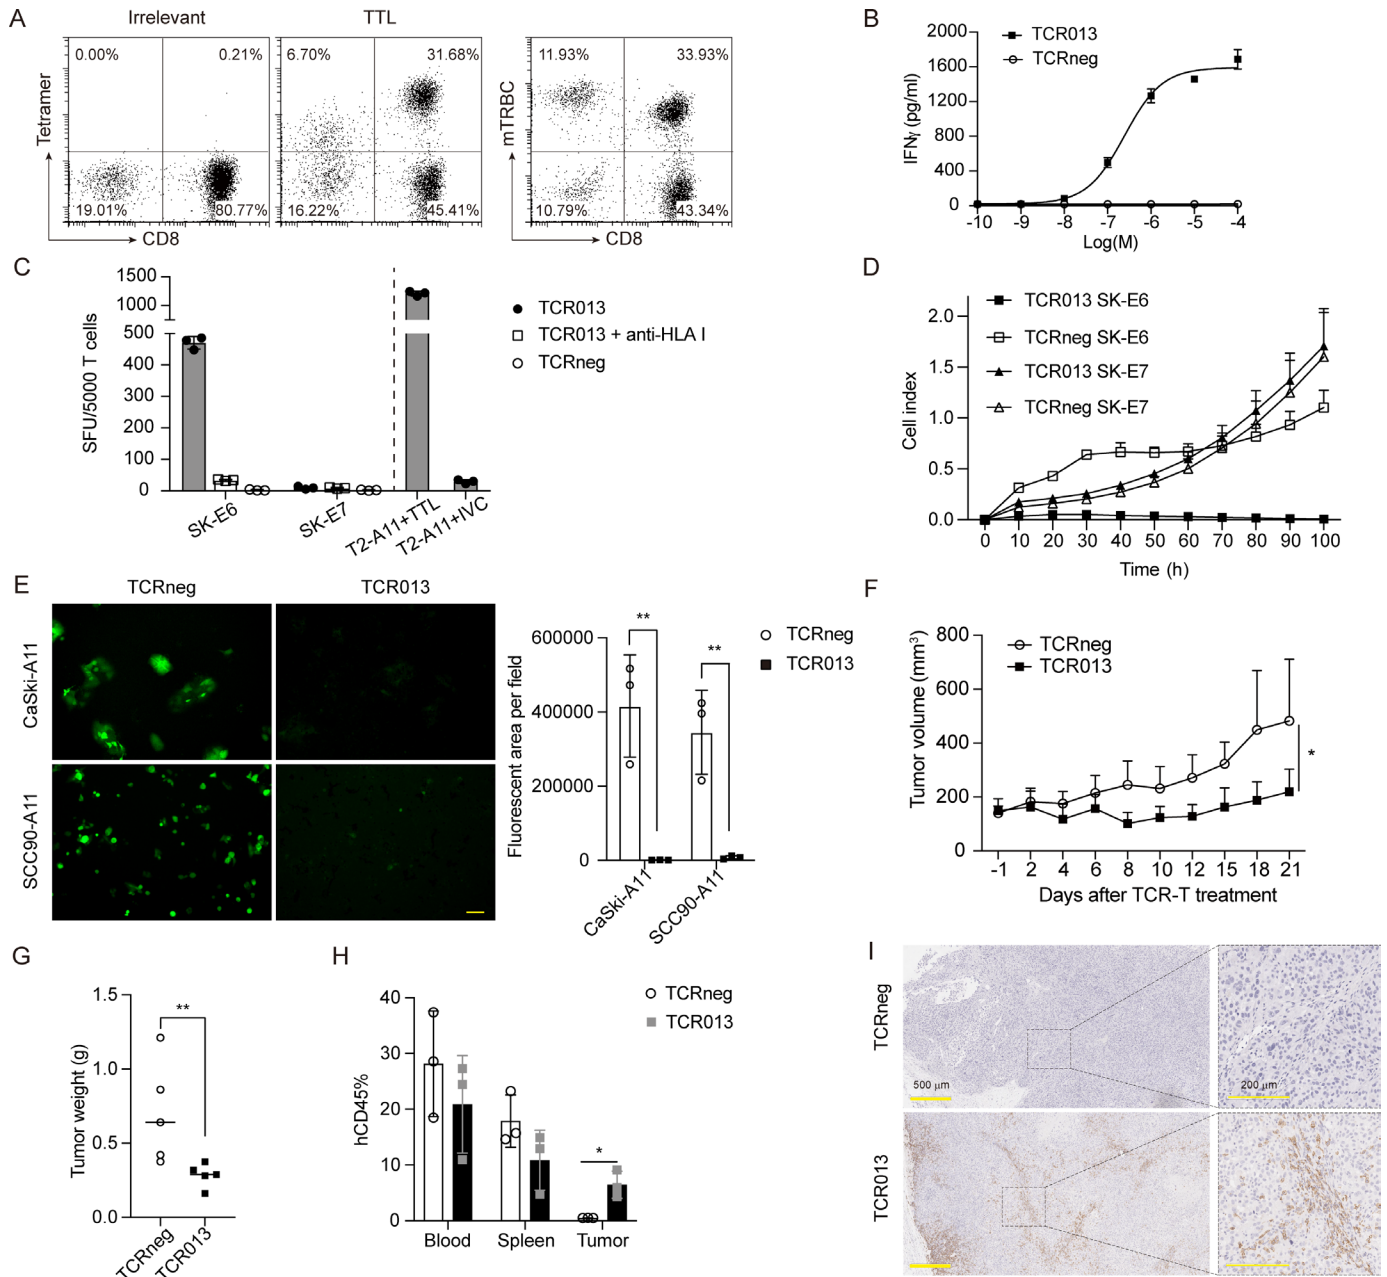 A
Irrelevant
TTL
Tetramer
0.00%
0.21%
19.01%
80.77%
6.70%
31.68%
16.22%
45.41%
CD8
mTRBC
11.93%
33.93%
10.79%
43.34%
CD8
B
IFNγ (pg/ml)
2000
1600
1200
800
400
0
TCR013
TCRneg
-10 -9 -8 -7 -6 -5 -4
Log(M)
C
SFU/5000 T cells
1500
1000
500
400
300
200
100
0
TCR013
TCR013 + anti-HLA I
TCRneg
SK-E6
SK-E7
T2-A11+TTL
T2-A11+IVC
D
Cell index
2.0
1.5
1.0
0.5
0.0
TCR013 SK-E6
TCRneg SK-E6
TCR013 SK-E7
TCRneg SK-E7
0 10 20 30 40 50 60 70 80 90 100
Time (h)
E
TCRneg
TCR013
CaSki-A11
SCC90-A11
Fluorescent area per field
600000
400000
200000
0
**
**
TCRneg
TCR013
CaSki-A11
SCC90-A11
F
Tumor volume (mm³)
800
600
400
200
0
TCRneg
TCR013
*
-1 2 4 6 8 10 12 15 18 21
Days after TCR-T treatment
G
Tumor weight (g)
1.5
1.0
0.5
0.0
**
TCRneg
TCR013
H
hCD45%
40
30
20
10
0
TCRneg
TCR013
*
Blood
Spleen
Tumor
I
TCRneg
500 μm
200 μm
TCR013